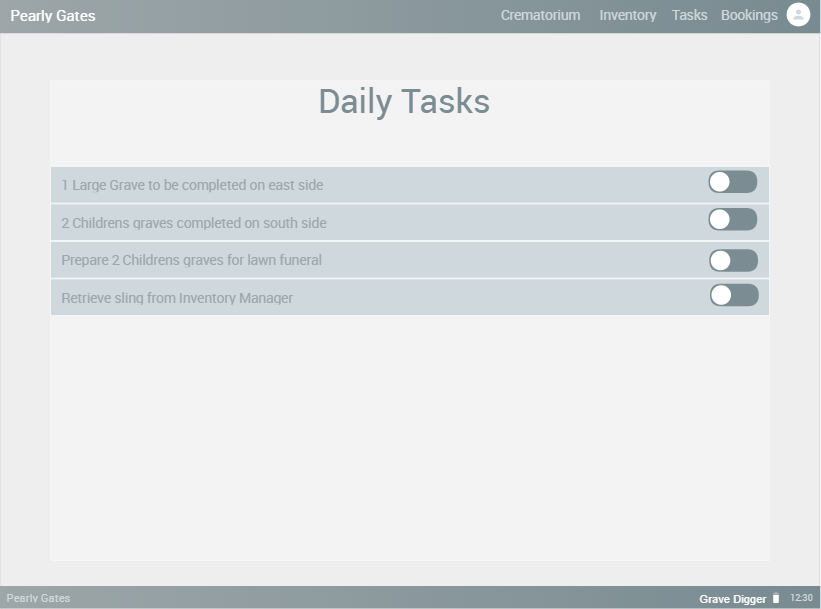 Pearly Gates
Crematorium Inventory Tasks Bookings
Daily Tasks
1 Large Grave to be completed on east side
2 Childrens graves completed on south side
Prepare 2 Childrens graves for lawn funeral
Retrieve sling from Inventory Manager
Pearly Gates
Grave Digger 12:30